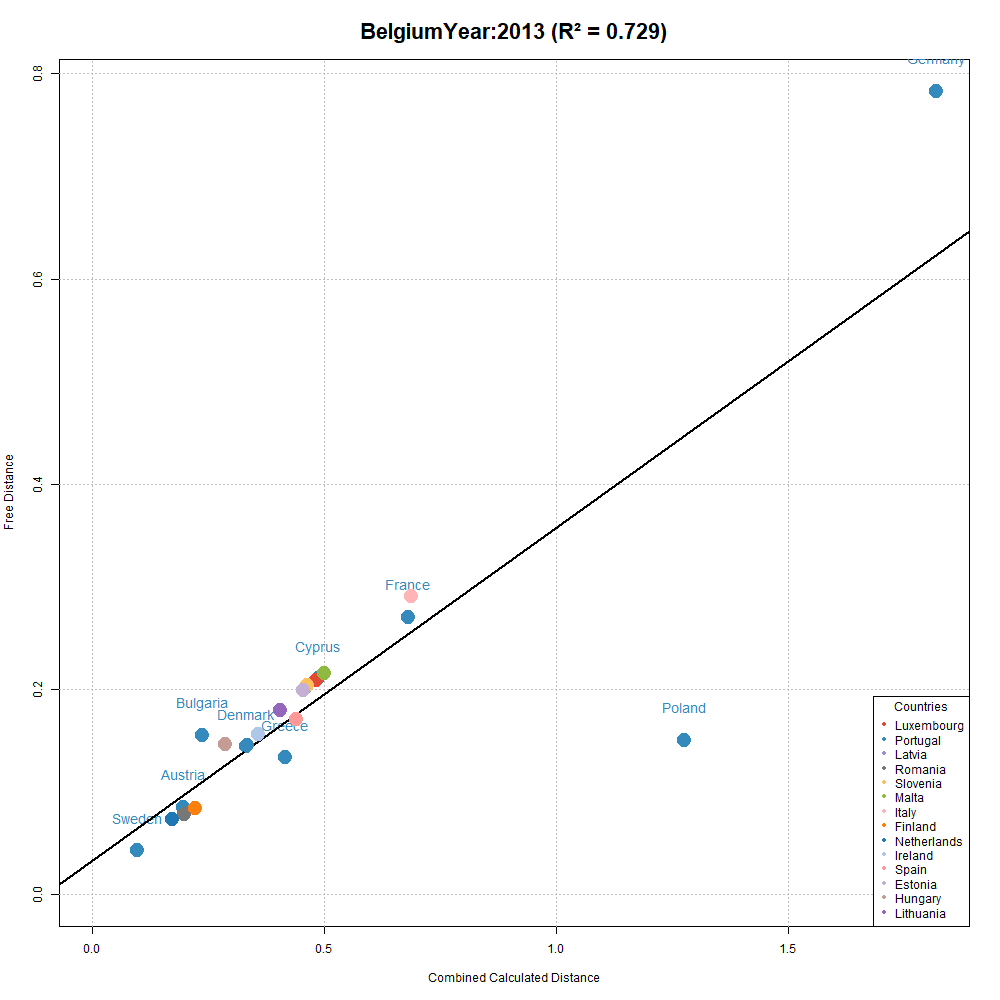 BelgiumYear:2013 (R² = 0.729)
Germany
0.8
0.6
0.4
0.2
0.0
Free Distance
France
Cyprus
Bulgaria
Denmark
Greece
Poland
Austria
Sweden
Countries
Luxembourg
Portugal
Latvia
Romania
Slovenia
Malta
Italy
Finland
Netherlands
Ireland
Spain
Estonia
Hungary
Lithuania
0.0 0.5 1.0 1.5
Combined Calculated Distance